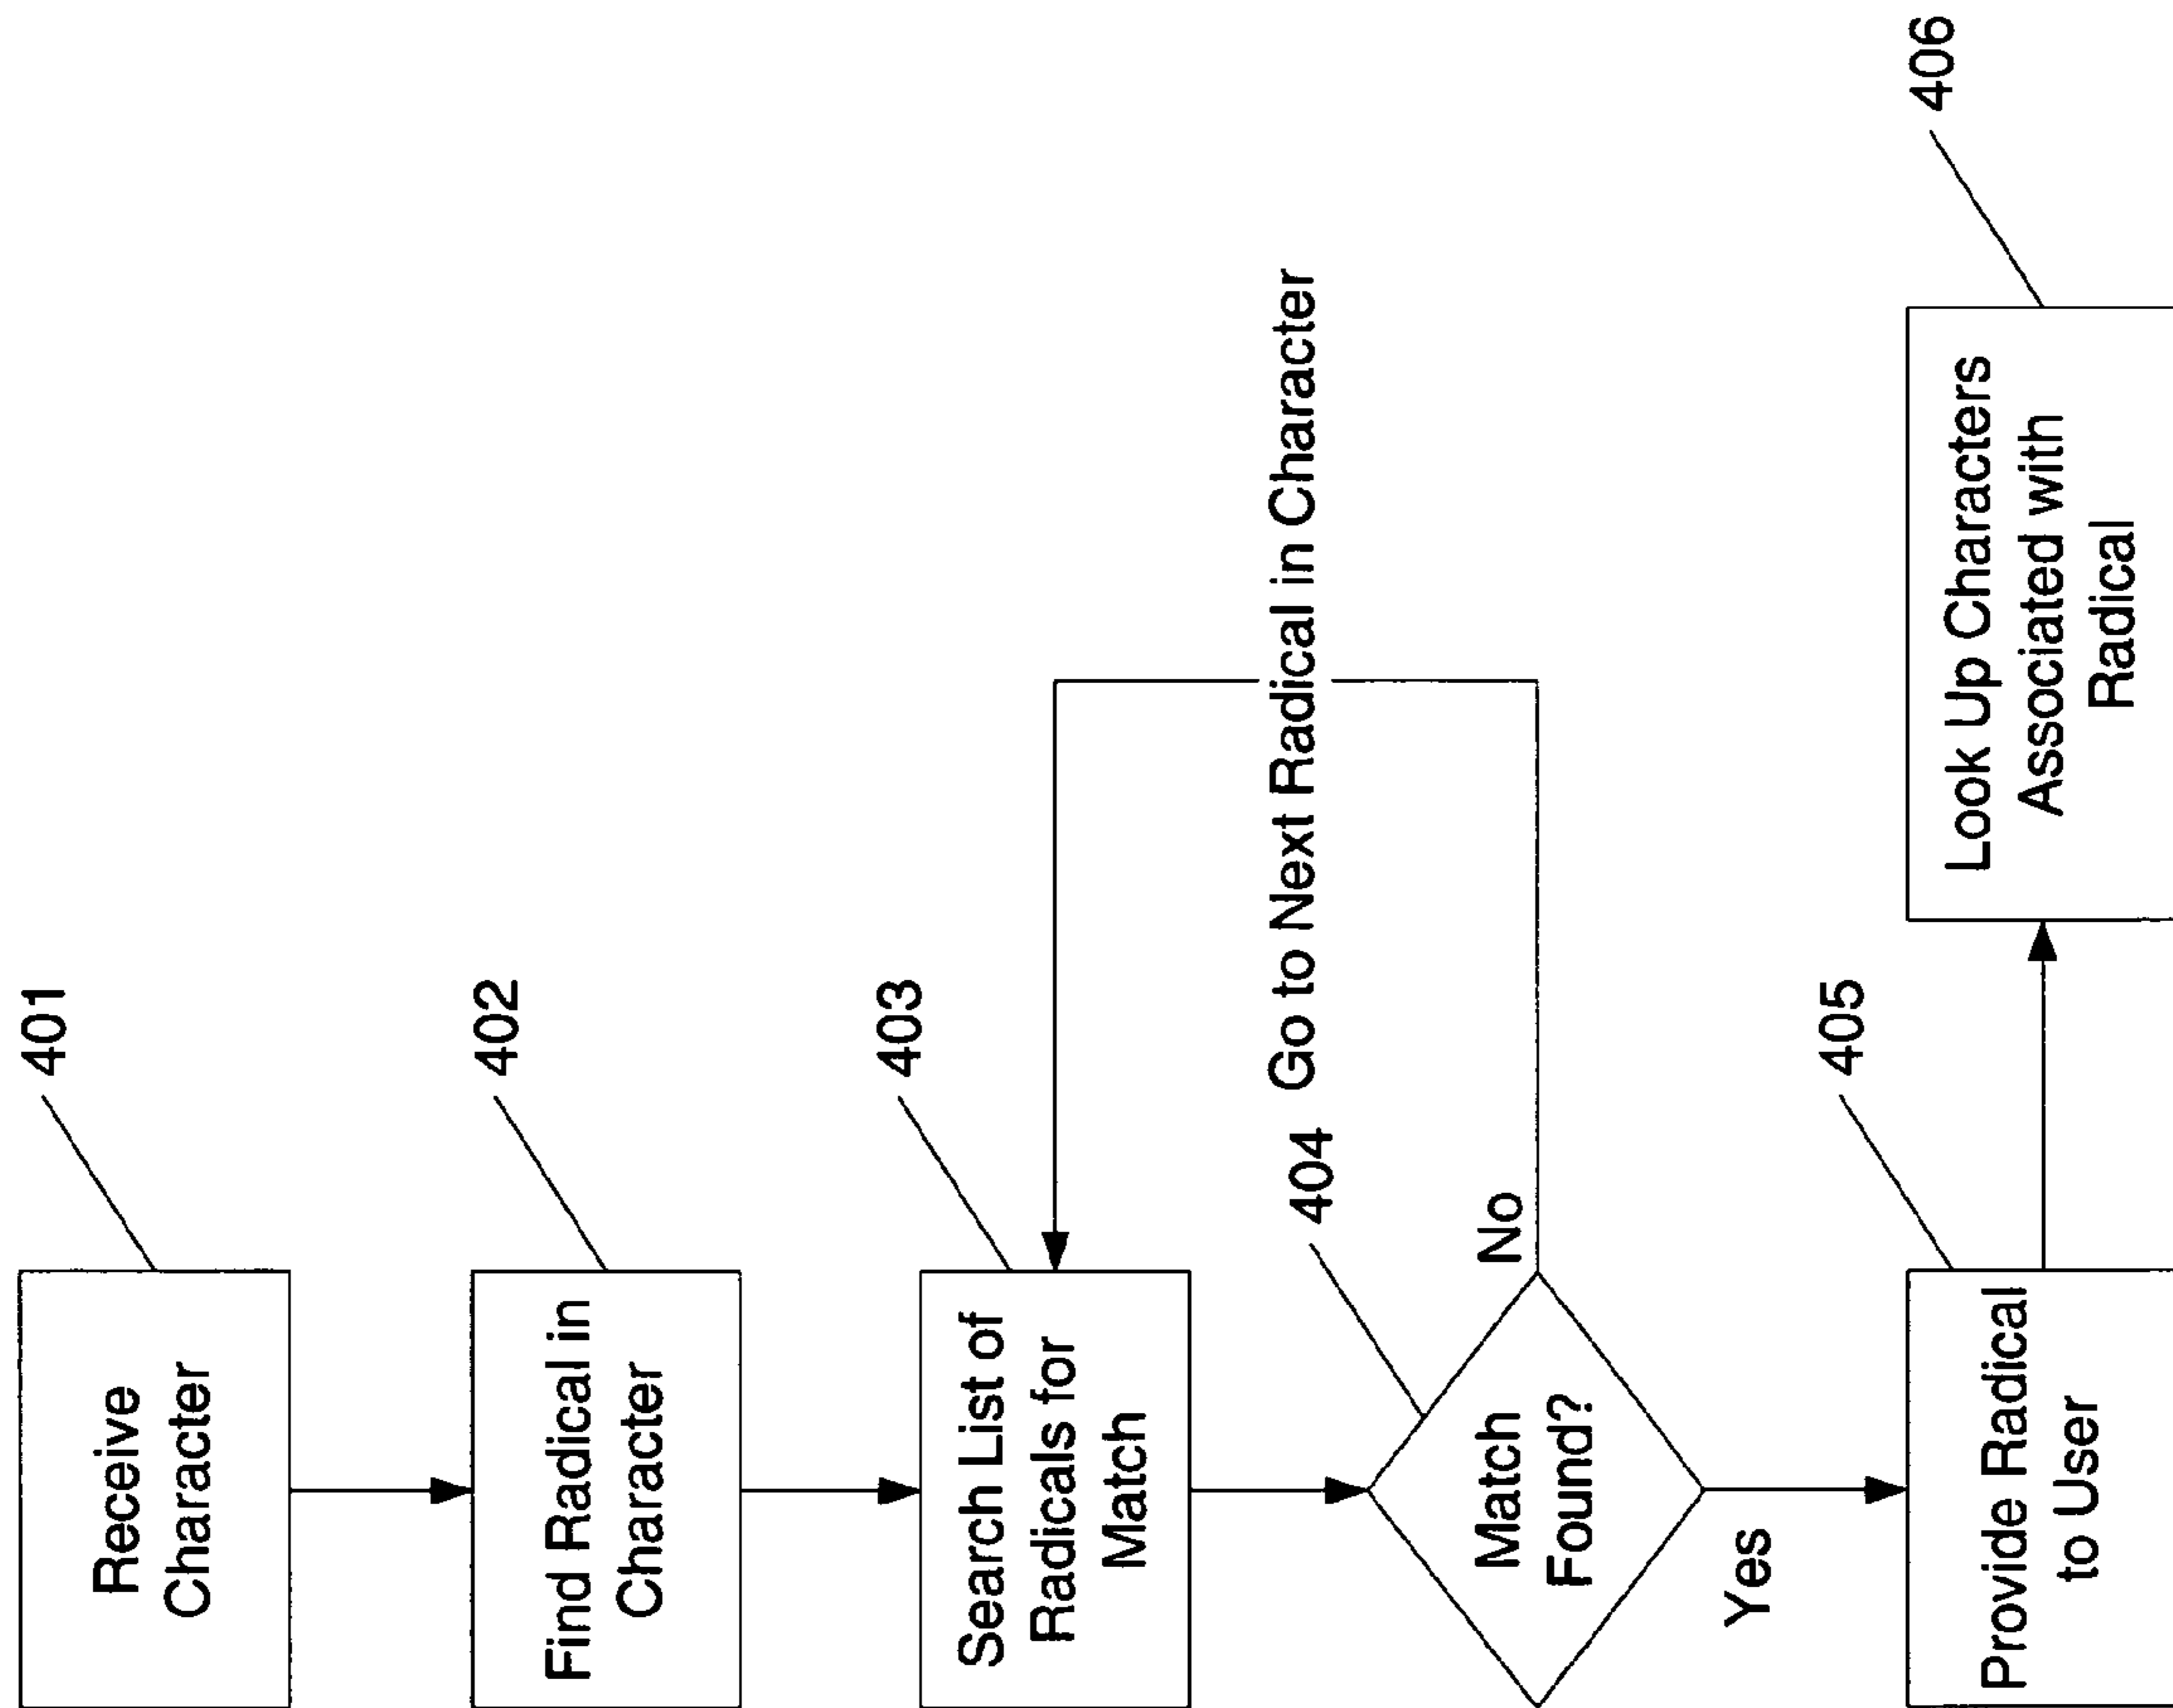 401
Receive
Character
402
Find Radical in
Character
403
Search List of
Radicals for
Match
404
Go to Next Radical in Character
Match
Found?
No
Yes
405
Provide Radical
to User
406
Look Up Characters
Associated with
Radical